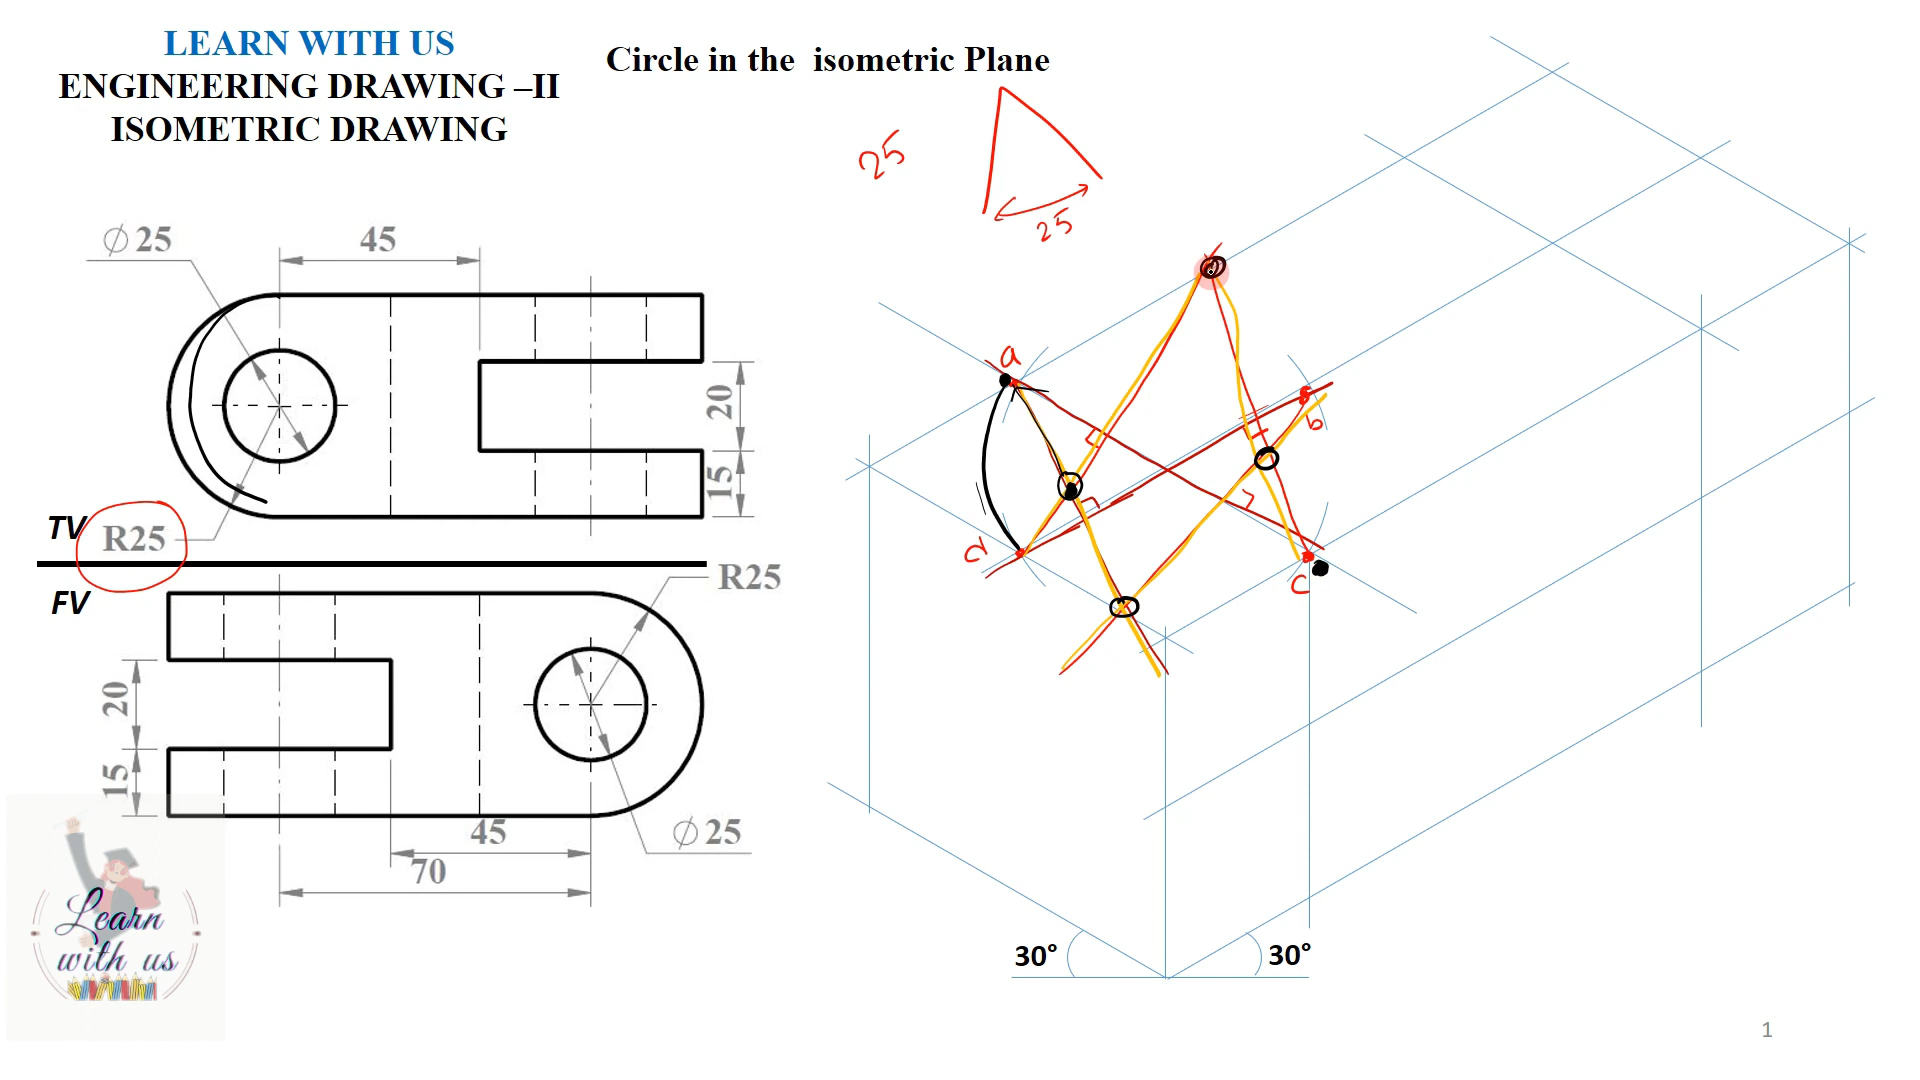 LEARN WITH US
ENGINEERING DRAWING –II
ISOMETRIC DRAWING
Circle in the isometric Plane
25
25
∅ 25
45
20
15
TV
R25
FV
R25
20
15
45
70
∅ 25
a
b
c
d
30°
30°
Learn
with us
1